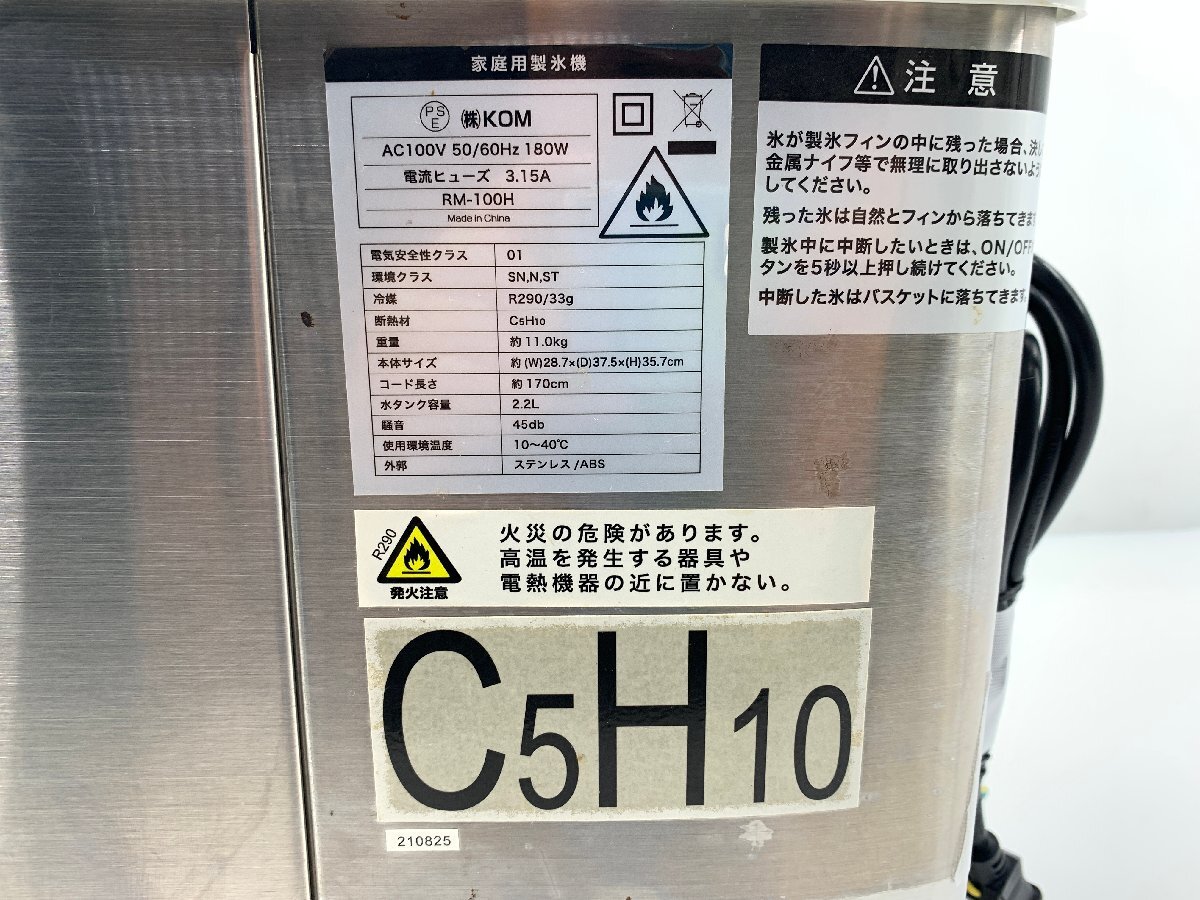 家庭用製氷機
PSE ㈱KOM
AC100V 50/60Hz 180W
電流ヒューズ 3.15A
RM-100H
Made in China
電気安全性クラス 01
環境クラス SN,N,ST
冷媒 R290/33g
断熱材 C5H10
重量 約11.0kg
本体サイズ 約(W)28.7×(D)37.5×(H)35.7cm
コード長さ 約170cm
水タンク容量 2.2L
騒音 45db
使用環境温度 10～40℃
外郭 ステンレス/ABS
注意
氷が製氷フィンの中に残った場合、決し
金属ナイフ等で無理に取り出さないよう
してください。
残った氷は自然とフィンから落ちてきま
製氷中に中断したいときは、ON/OFF
タンを5秒以上押し続けてください。
中断した氷はバスケットに落ちてきます。
R290
発火注意
火災の危険があります。
高温を発生する器具や
電熱機器の近に置かない。
C5H10
210825